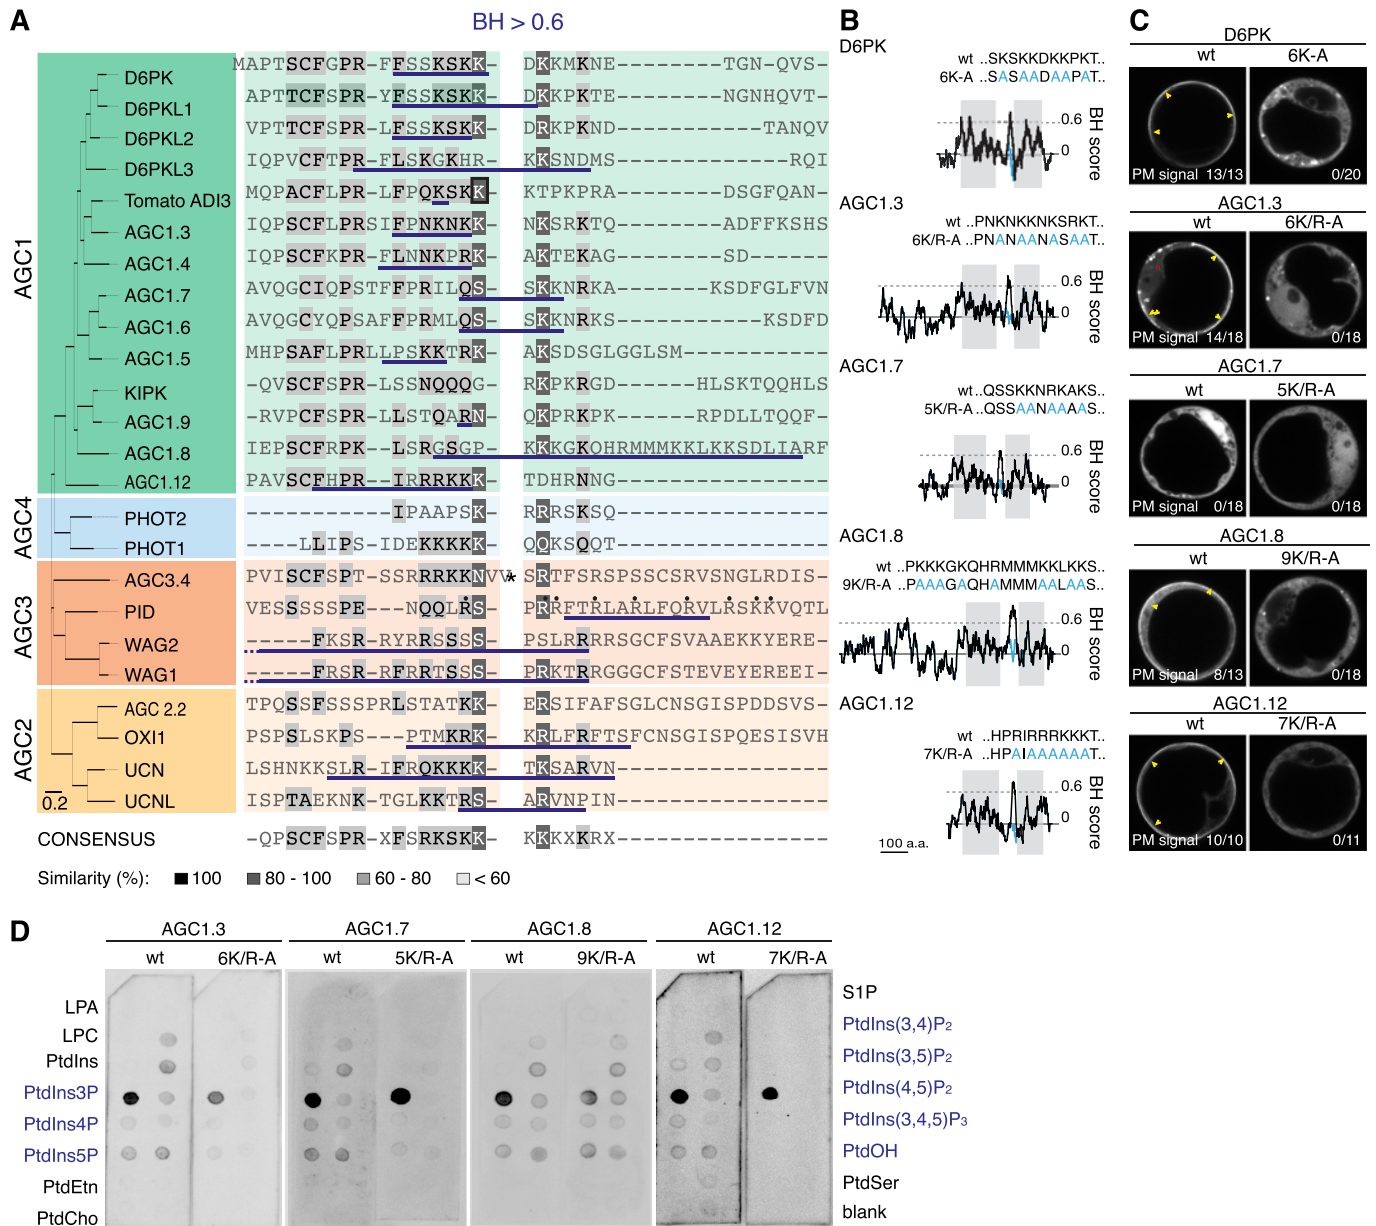 A
BH > 0.6
AGC1
D6PK
MAPTSCFGPR-FFSSKSKK DKKMKNE------TGN-QVS-
D6PKL1
APTTCFSPR-YFSSKSKK DKKPKTE------NGNHQVT-
D6PKL2
VPTTCFSPR-LFSSKSKK DRKPKND---------TANQV
D6PKL3
IQPVCFTPR-FLSKGKHR- KKSNDMS-----------RQI
Tomato ADI3
MQPACFLPR-LFPQKSKK KTKPKRA------DSGFQAN-
AGC1.3
IQPSCFLPRSIFPNKNKK KKSRKTQ------ADFFKSHS
AGC1.4
IQPSCFKPR-FLNNKPRK AKTEKAG------SD-------
AGC1.7
AVQGCIQPSTFFPRILQS SKKNRKA-----KSDFGLFVN
AGC1.6
AVQGCYQPSAFFPRMLQS SKKNRKS---------KSDFD
AGC1.5
MHPSAFLPRLLPSKKTRK AKSDSGLGGLSM---------
KIPK
-QVSCFSPR-LSSNQQQG- RKPKRGD-----HLSKTQQHLS
AGC1.9
-RVPCFSPR-LLSTQARN QKPRKPK-----RPDLLTQQF-
AGC1.8
IEPSCFRPK-LLSRGSGP- KKKGKQHRMMMKKLKKSDLIARF
AGC1.12
PAVSCFHPR-IRRRKKK KTDHRNNG---------------
AGC4
PHOT2
-----------IPAAPSK RRRSKSQ----------------
PHOT1
----LLIPS-IDEKKKKK QQKSQQT----------------
AGC3
AGC3.4
PVISCFSPT-SSRRRKKNVV* SRTFSRSPSSCSRVSNGLRDIS-
PID
VESSSSSPE---NQQLRS- PRRFTRLARLFQRVLRSKKVQTL
WAG2
-----FKSR-RYRRSSSS PSLRRRRSGCFSVAAEKKYERE-
WAG1
-----FRSR-RFRRTSSS PRKTRRGGGCFSTEVEYEREEI-
AGC2
AGC 2.2
TPQSSFSSSPRLSTATSKK ERSIFAFSGLCNSGISPDDSVS-
OXI1
PSPSLSKPS---PTMKRK- KRLFRFTSFCNSGISPQESISVH
UCN
LSHNKKSLR-IFRQKKKK TKSARVN----------------
UCNL
ISPTAEKNK-TGLKKTRS ARVNPIN----------------
0.2
CONSENSUS
-QPSCFSPR-XFSRKSKK KKKXKRX---------------
Similarity (%): 100 80 - 100 60 - 80 < 60
B
D6PK
wt ..SKSKKDKKPKT..
6K-A ..SASAADAAPAT..
0.6
0
BH score
AGC1.3
wt ..PNKNKKNKSRKT..
6K/R-A ..PNANAANASAAT..
0.6
0
BH score
AGC1.7
wt..QSSKKNRKAKS..
5K/R-A ..QSSAANAAAAS..
0.6
0
BH score
AGC1.8
wt ..PKKKGKQHRMMMKKLKKS..
9K/R-A ..PAAAGAQHAMMMAALAAS..
0.6
0
BH score
AGC1.12
wt ..HPRIRRRKKKT..
7K/R-A ..HPAIAAAAAAT..
0.6
0
BH score
100 a.a.
C
D6PK
wt 6K-A
PM signal 13/13 0/20
AGC1.3
wt 6K/R-A
PM signal 14/18 0/18
AGC1.7
wt 5K/R-A
PM signal 0/18 0/18
AGC1.8
wt 9K/R-A
PM signal 8/13 0/18
AGC1.12
wt 7K/R-A
PM signal 10/10 0/11
D
AGC1.3 AGC1.7 AGC1.8 AGC1.12
wt 6K/R-A wt 5K/R-A wt 9K/R-A wt 7K/R-A
LPA
LPC
PtdIns
PtdIns3P
PtdIns4P
PtdIns5P
PtdEtn
PtdCho
S1P
PtdIns(3,4)P2
PtdIns(3,5)P2
PtdIns(4,5)P2
PtdIns(3,4,5)P3
PtdOH
PtdSer
blank